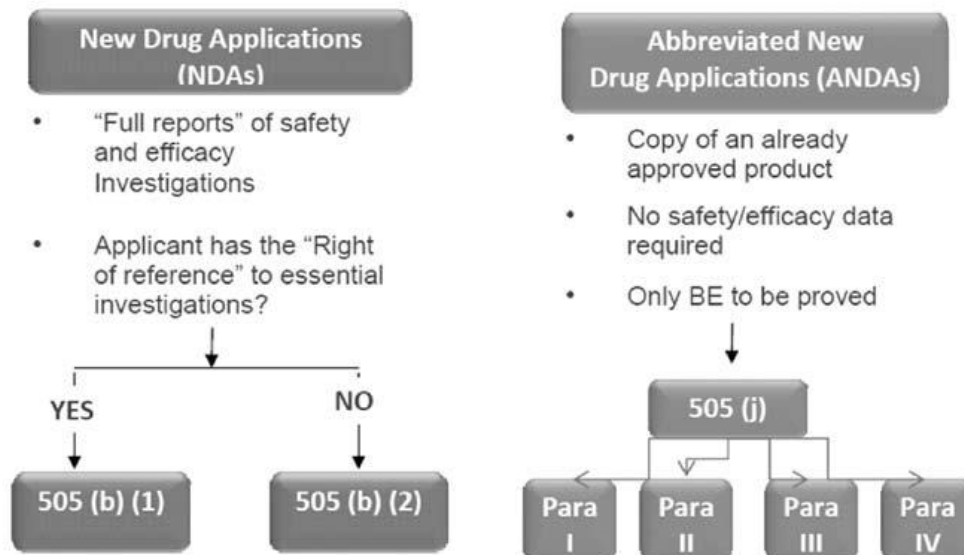 New Drug Applications
(NDAs)
• "Full reports" of safety
and efficacy
Investigations
• Applicant has the "Right
of reference" to essential
investigations?
YES
NO
505 (b) (1)
505 (b) (2)
Abbreviated New
Drug Applications (ANDAs)
• Copy of an already
approved product
• No safety/efficacy data
required
• Only BE to be proved
505 (j)
Para
I
Para
II
Para
III
Para
IV